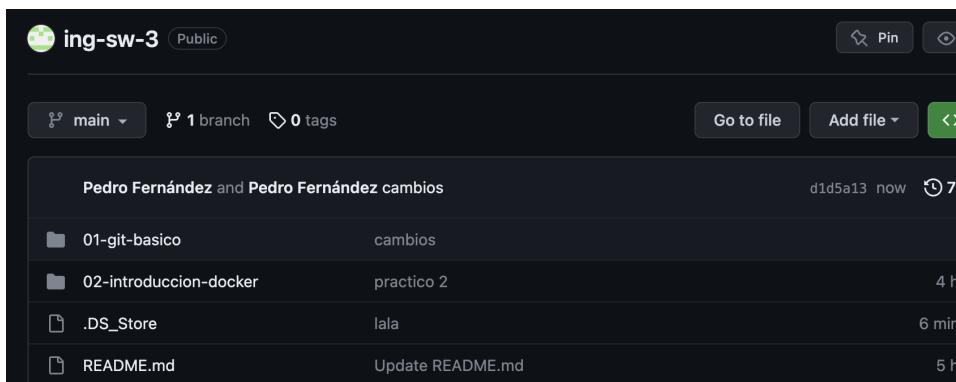 ing-sw-3 Public Pin
main 1 branch 0 tags Go to file Add file
Pedro Fernández and Pedro Fernández cambios d1d5a13 now 7
01-git-basico cambios
02-introduccion-docker practico 2 4 h
.DS_Store lala 6 min
README.md Update README.md 5 h